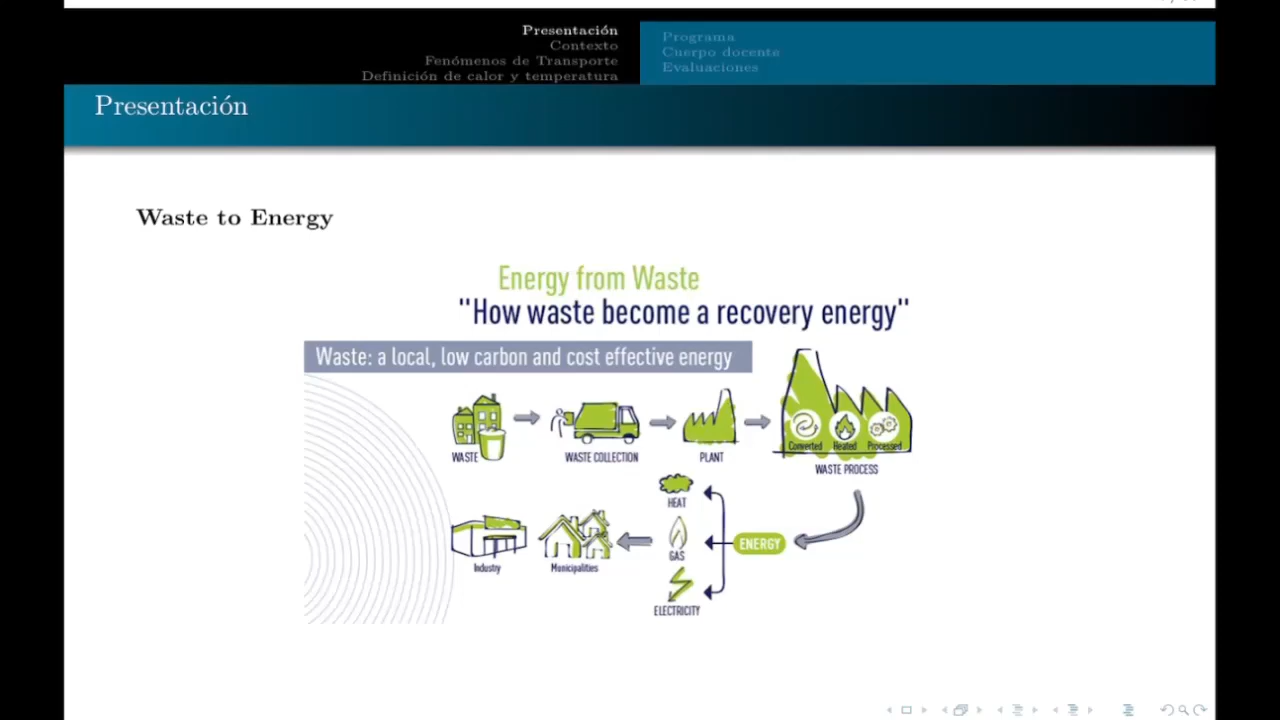 Presentación
Contexto
Fenómenos de Transporte
Definición de calor y temperatura
Programa
Cuerpo docente
Evaluaciones
Presentación
Waste to Energy
Energy from Waste
"How waste become a recovery energy"
Waste: a local, low carbon and cost effective energy
WASTE
WASTE COLLECTION
PLANT
Converted
Heated
Processed
WASTE PROCESS
HEAT
GAS
ELECTRICITY
ENERGY
Industry
Municipalities